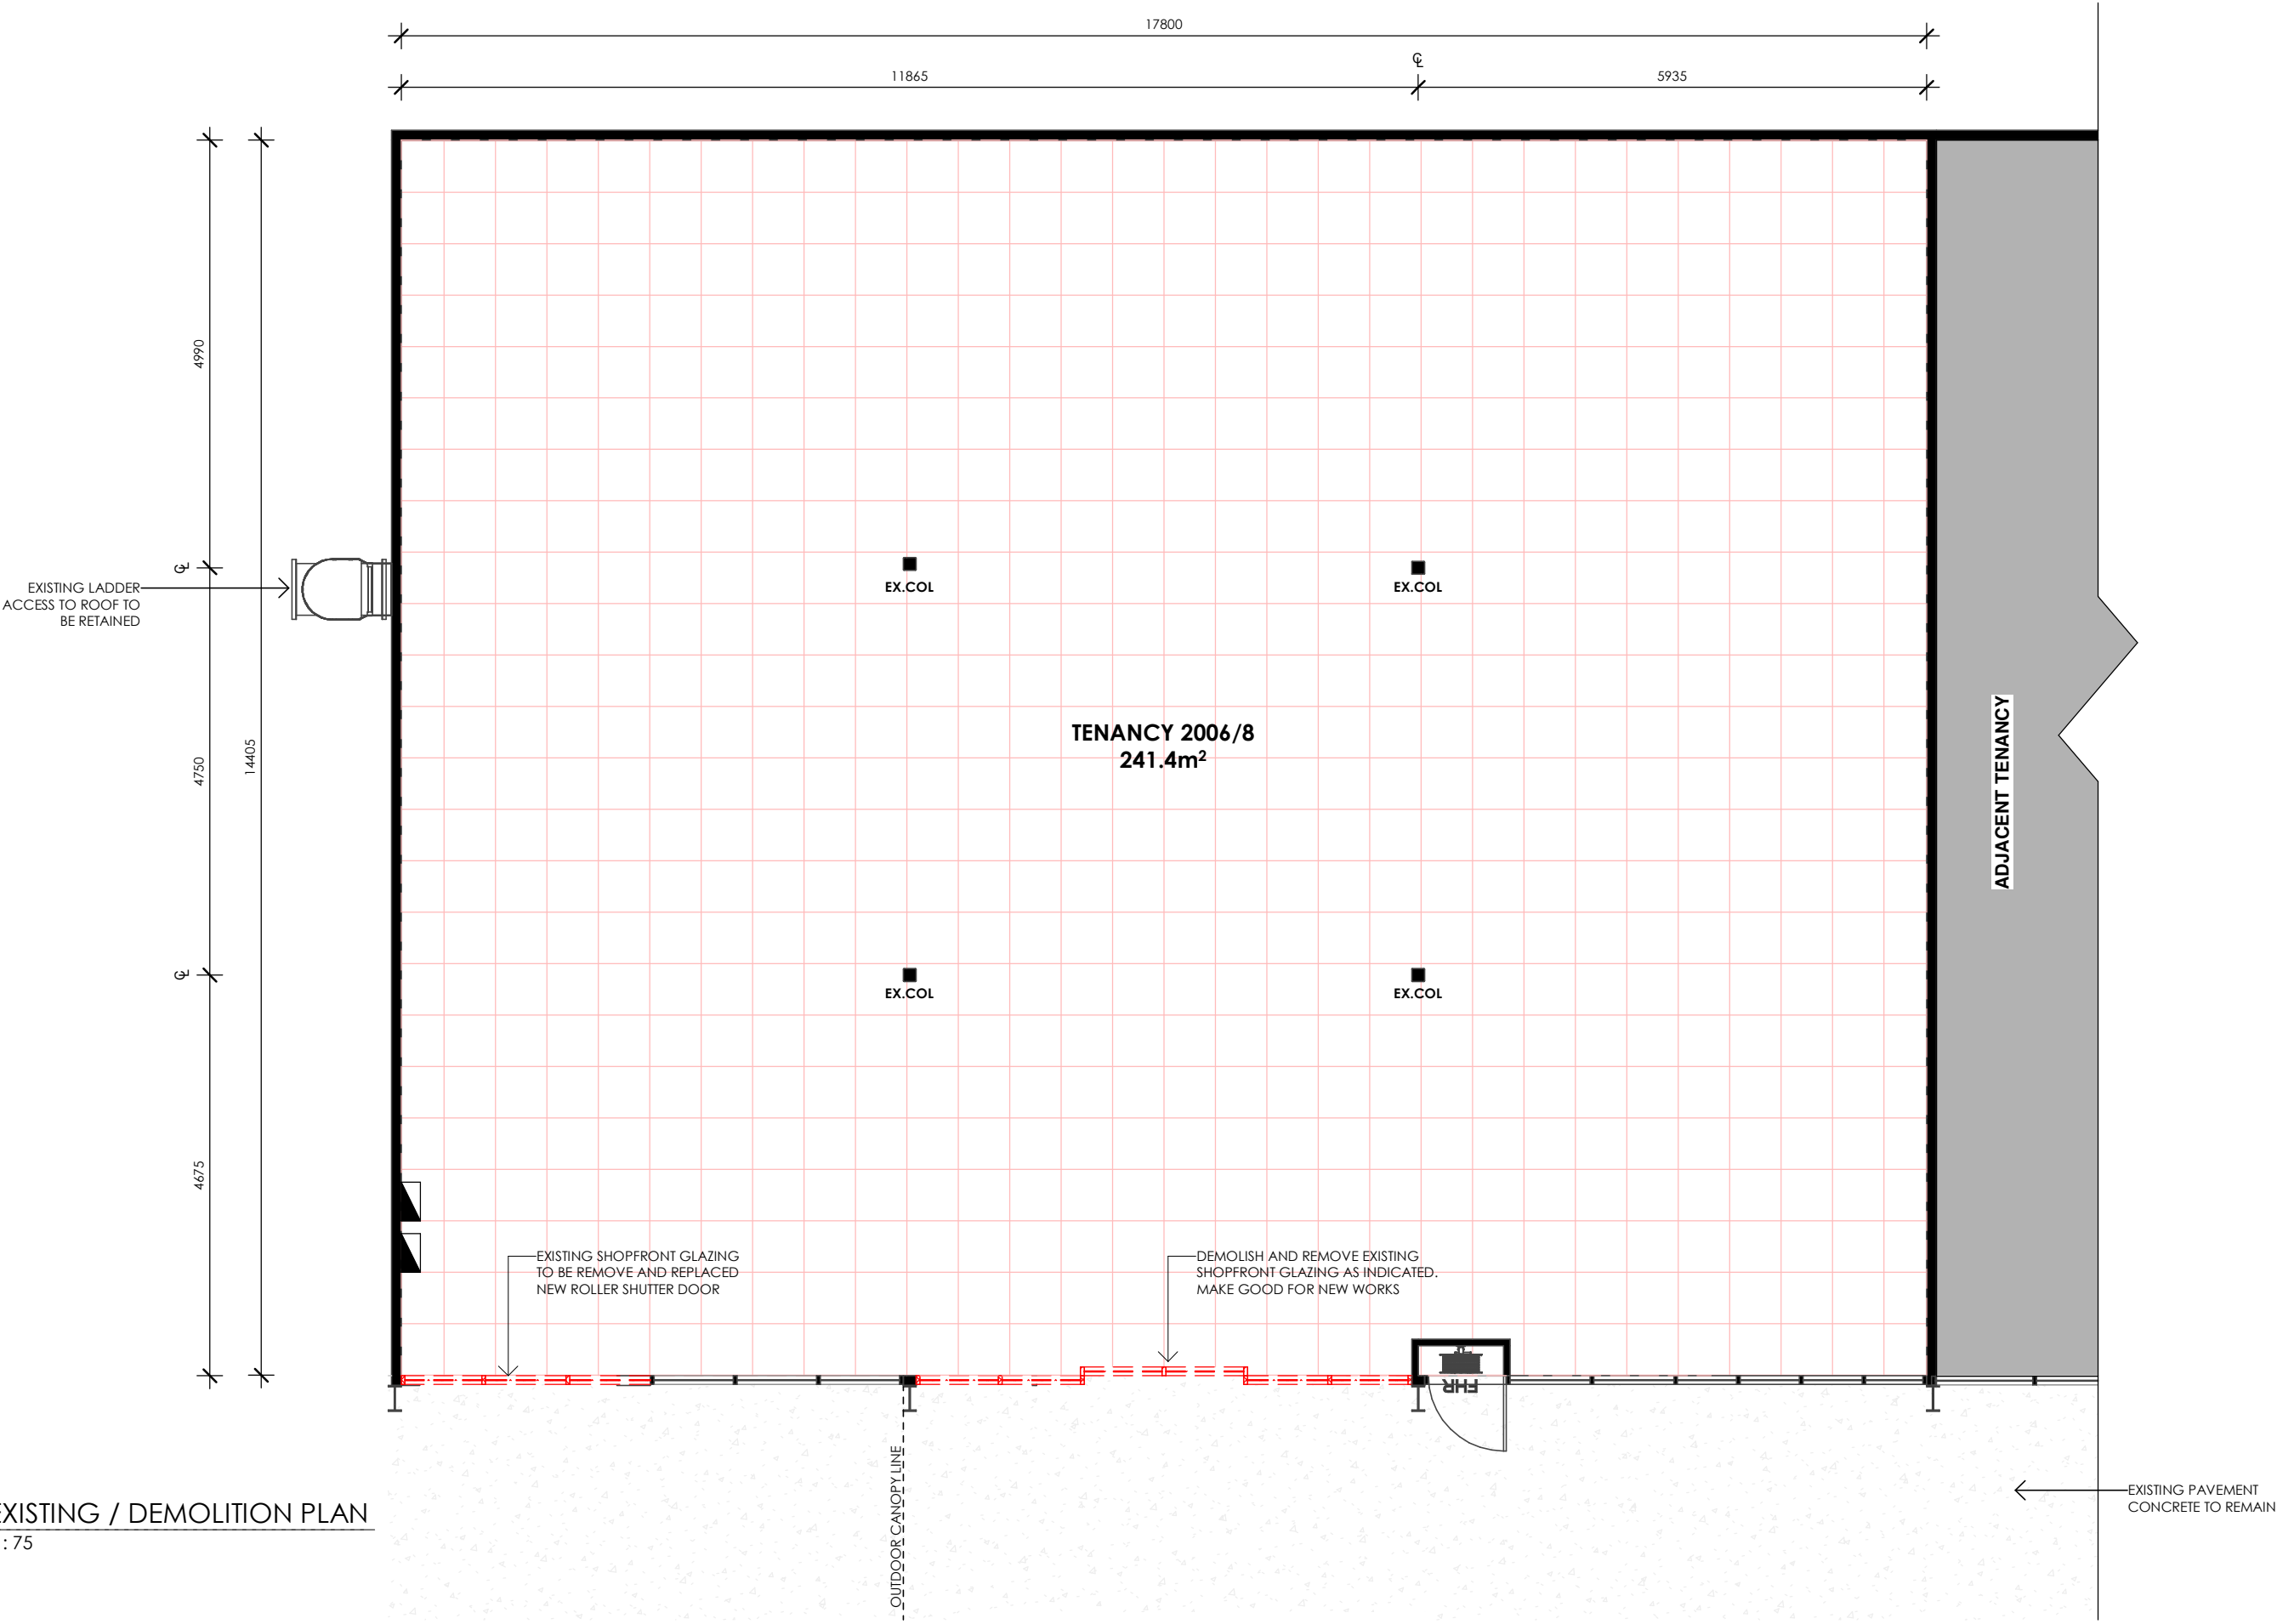 17800
℄
11865
5935
4990
℄
EXISTING LADDER
ACCESS TO ROOF TO
BE RETAINED
EX.COL
EX.COL
TENANCY 2006/8
241.4m²
ADJACENT TENANCY
4750
14405
℄
EX.COL
EX.COL
4675
EXISTING SHOPFRONT GLAZING
TO BE REMOVE AND REPLACED
NEW ROLLER SHUTTER DOOR
DEMOLISH AND REMOVE EXISTING
SHOPFRONT GLAZING AS INDICATED.
MAKE GOOD FOR NEW WORKS
FHR
OUTDOOR CANOPY LINE
EXISTING PAVEMENT
CONCRETE TO REMAIN
EXISTING / DEMOLITION PLAN
: 75